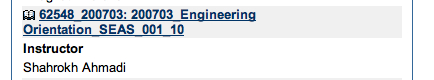 62548_200703: 200703_Engineering
Orientation_SEAS_001_10
Instructor
Shahrokh Ahmadi